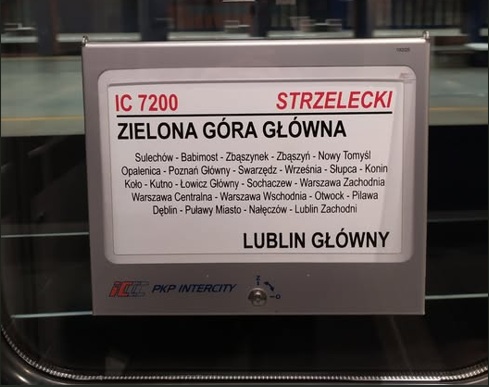 IC 7200 STRZELECKI
ZIELONA GÓRA GŁÓWNA
Sulechów - Babimost - Zbąszynek - Zbąszyń - Nowy Tomyśl
Opalenica - Poznań Główny - Swarzędz - Września - Słupca - Konin
Koło - Kutno - Łowicz Główny - Sochaczew - Warszawa Zachodnia
Warszawa Centralna - Warszawa Wschodnia - Otwock - Pilawa
Dęblin - Puławy Miasto - Nałęczów - Lublin Zachodni
LUBLIN GŁÓWNY
IC PKP INTERCITY